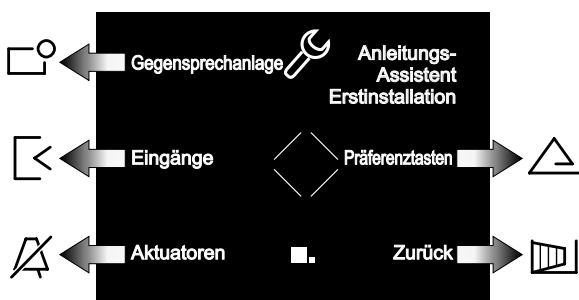 Gegensprechanlage
Anleitungs-
Assistent
Erstinstallation
Eingänge
Präferenztasten
Aktuatoren
Zurück